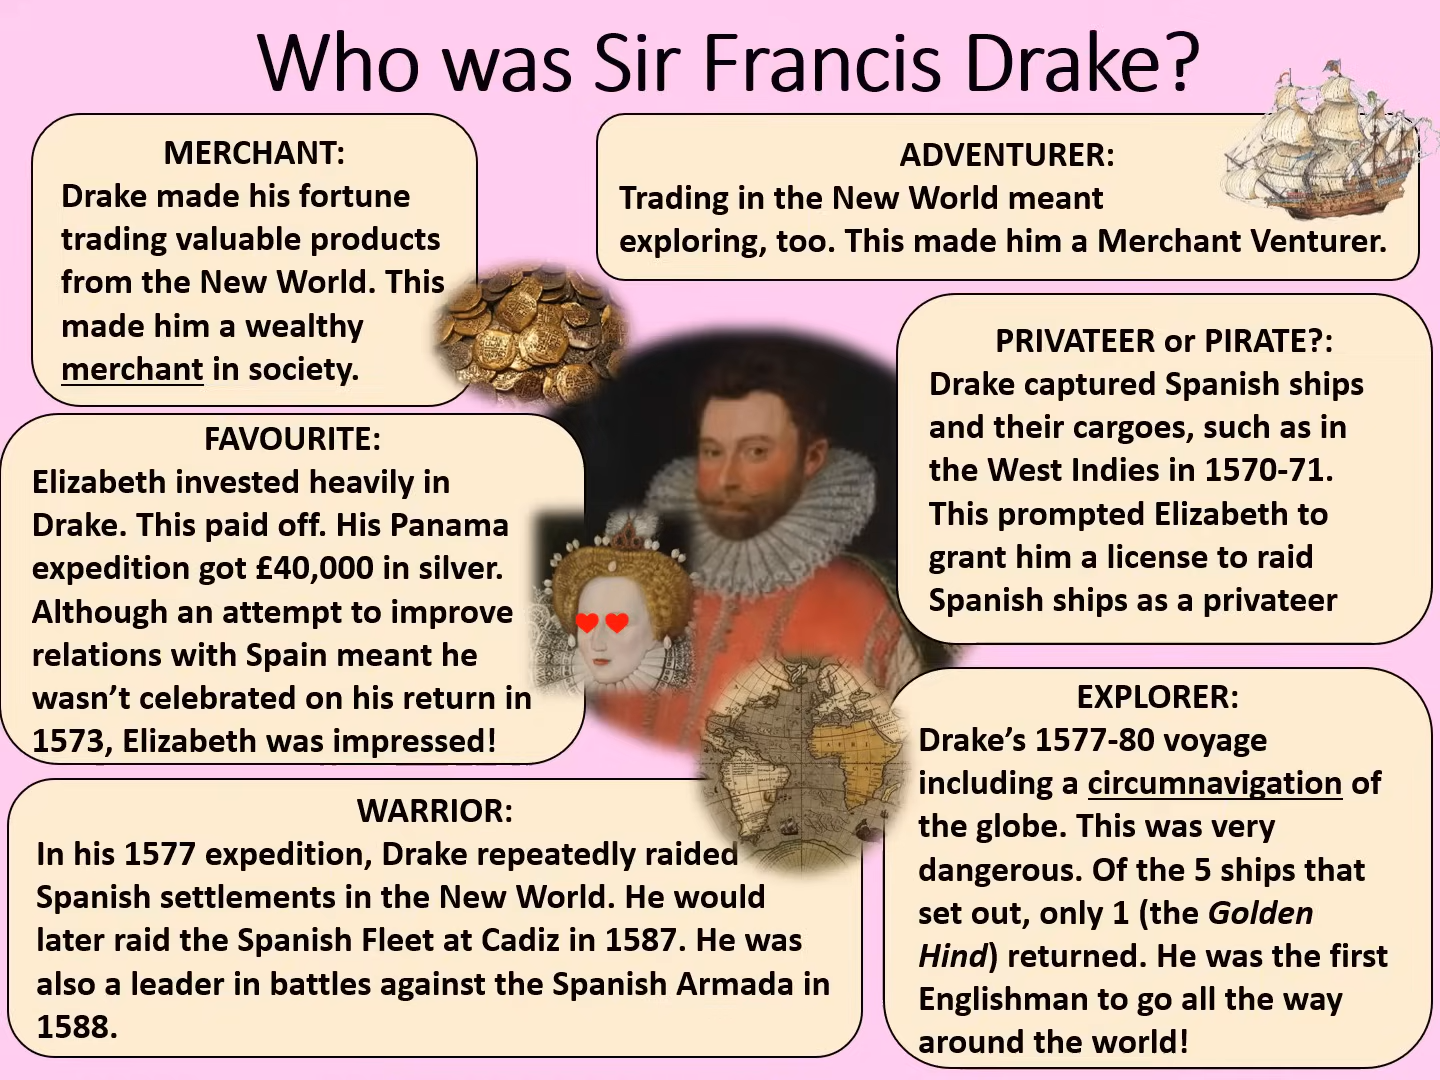 Who was Sir Francis Drake?
MERCHANT:
Drake made his fortune
trading valuable products
from the New World. This
made him a wealthy
merchant in society.
ADVENTURER:
Trading in the New World meant
exploring, too. This made him a Merchant Venturer.
PRIVATEER or PIRATE?:
Drake captured Spanish ships
and their cargoes, such as in
the West Indies in 1570-71.
This prompted Elizabeth to
grant him a license to raid
Spanish ships as a privateer
FAVOURITE:
Elizabeth invested heavily in
Drake. This paid off. His Panama
expedition got £40,000 in silver.
Although an attempt to improve
relations with Spain meant he
wasn’t celebrated on his return in
1573, Elizabeth was impressed!
EXPLORER:
Drake’s 1577-80 voyage
including a circumnavigation of
the globe. This was very
dangerous. Of the 5 ships that
set out, only 1 (the Golden
Hind) returned. He was the first
Englishman to go all the way
around the world!
WARRIOR:
In his 1577 expedition, Drake repeatedly raided
Spanish settlements in the New World. He would
later raid the Spanish Fleet at Cadiz in 1587. He was
also a leader in battles against the Spanish Armada in
1588.